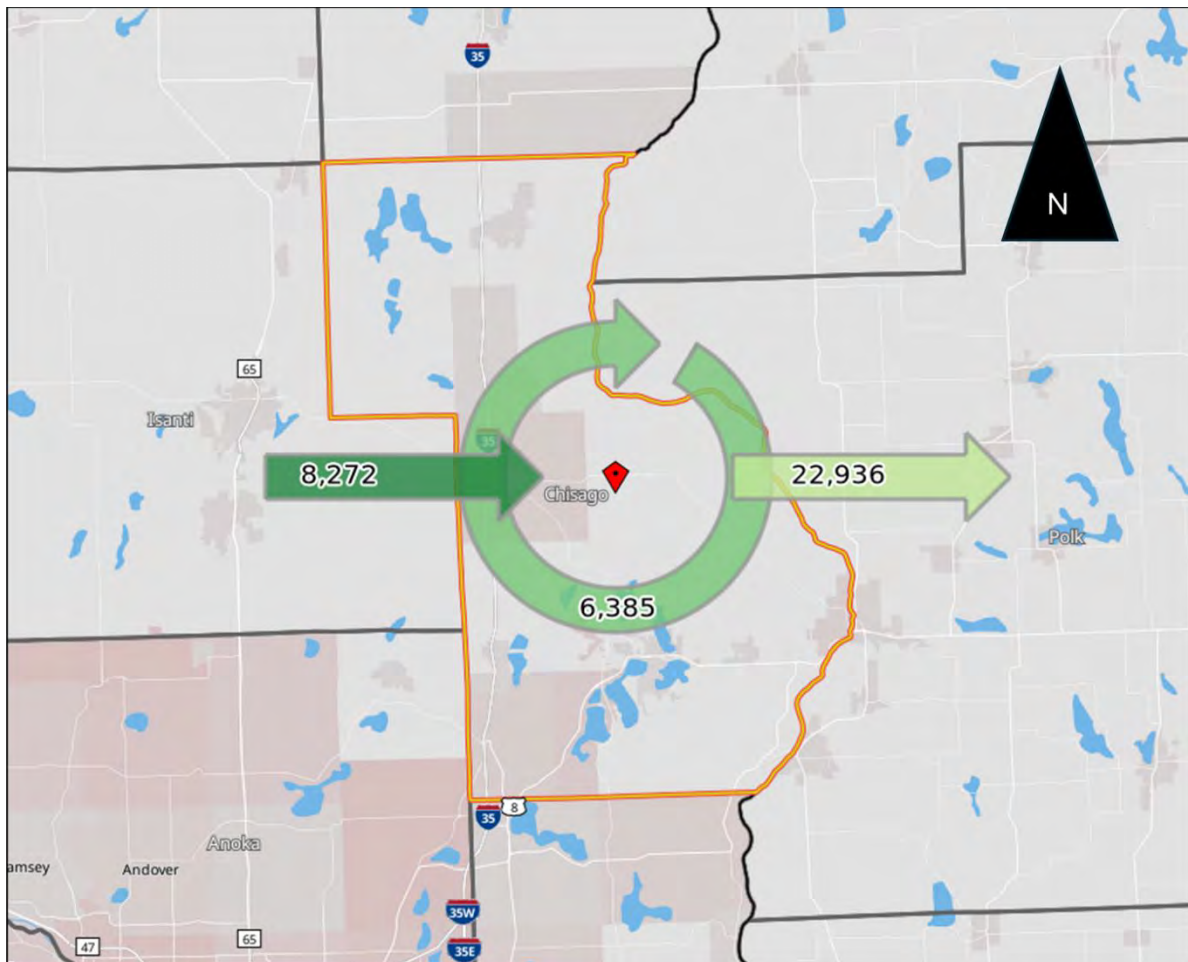 35
N
65
Isanti
35
8,272
22,936
Chisago
Polk
6,385
8
35
Anoka
amsey
Andover
35W
47
65
35E